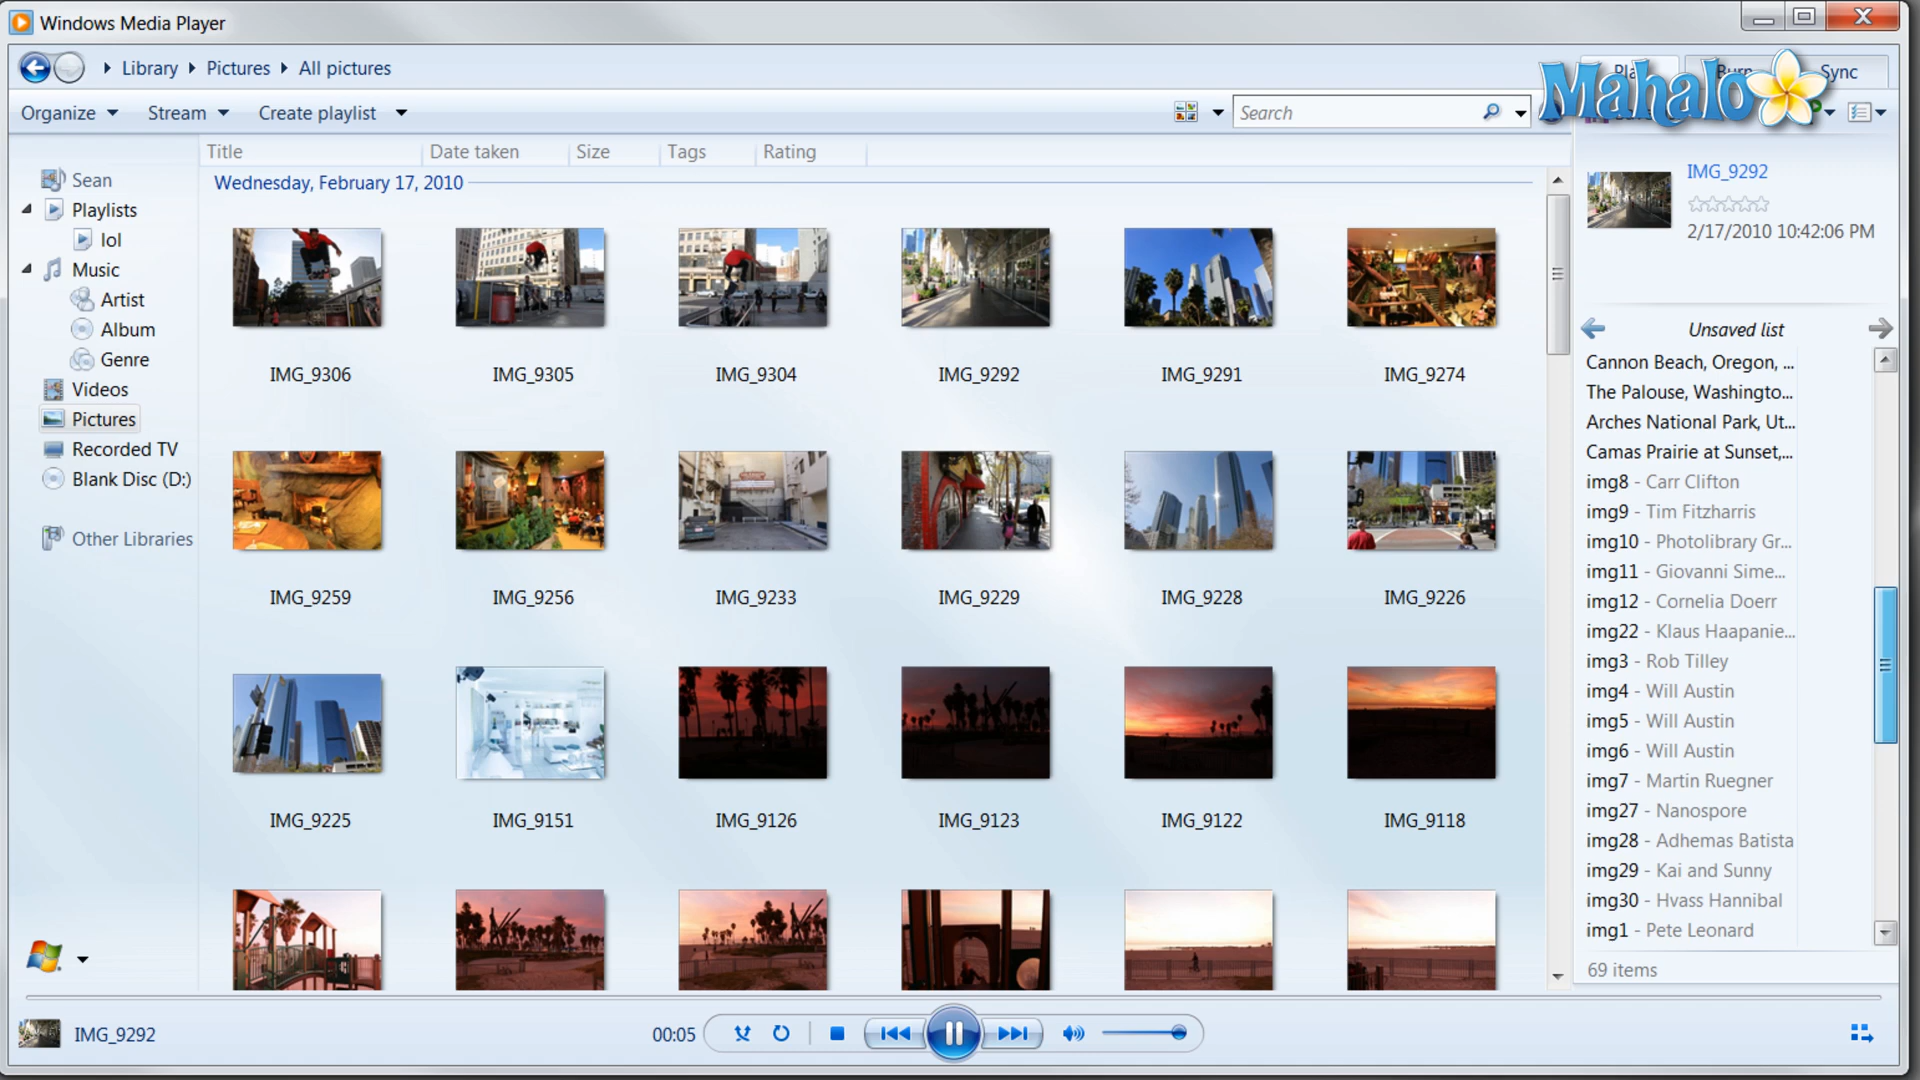 Windows Media Player
Library Pictures All pictures
Play Burn Sync
Mahalo
Organize Stream Create playlist
Search
Title Date taken Size Tags Rating
Wednesday, February 17, 2010
Sean
Playlists
lol
Music
Artist
Album
Genre
Videos
Pictures
Recorded TV
Blank Disc (D:)
Other Libraries
IMG_9306 IMG_9305 IMG_9304 IMG_9292 IMG_9291 IMG_9274
IMG_9259 IMG_9256 IMG_9233 IMG_9229 IMG_9228 IMG_9226
IMG_9225 IMG_9151 IMG_9126 IMG_9123 IMG_9122 IMG_9118
IMG_9292
2/17/2010 10:42:06 PM
Unsaved list
Cannon Beach, Oregon, ...
The Palouse, Washingto...
Arches National Park, Ut...
Camas Prairie at Sunset,...
img8 - Carr Clifton
img9 - Tim Fitzharris
img10 - Photolibrary Gr...
img11 - Giovanni Sime...
img12 - Cornelia Doerr
img22 - Klaus Haapanie...
img3 - Rob Tilley
img4 - Will Austin
img5 - Will Austin
img6 - Will Austin
img7 - Martin Ruegner
img27 - Nanospore
img28 - Adhemas Batista
img29 - Kai and Sunny
img30 - Hvass Hannibal
img1 - Pete Leonard
69 items
IMG_9292
00:05